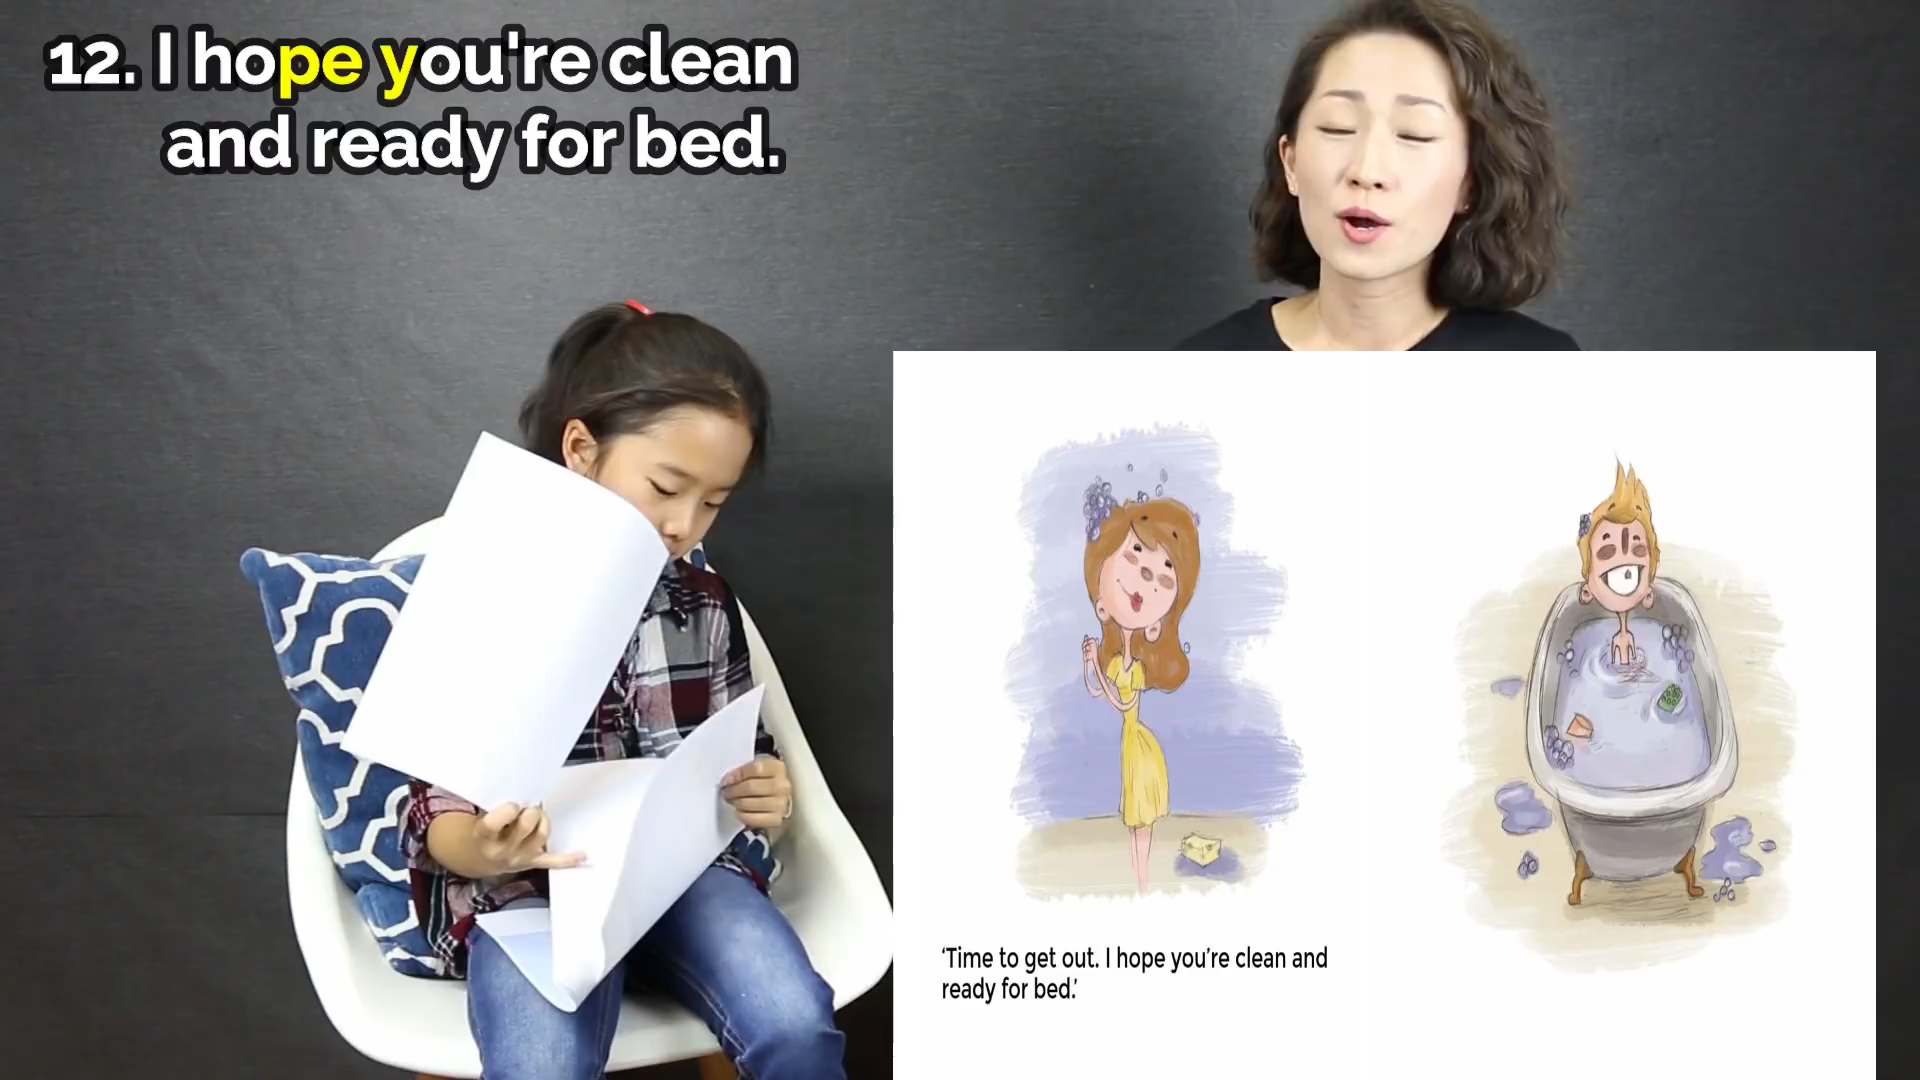 12. I hope you're clean
and ready for bed.
‘Time to get out. I hope you’re clean and
ready for bed.’